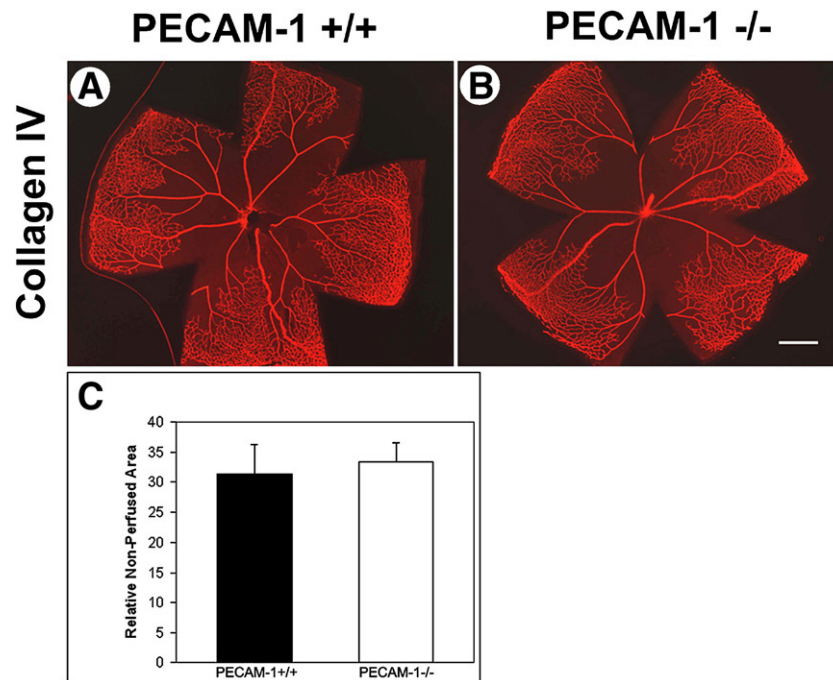 PECAM-1 +/+ PECAM-1 -/-
Collagen IV
A
B
C
Relative Non-Perfused Area
40
35
30
25
20
15
10
5
0
PECAM-1+/+ PECAM-1-/-